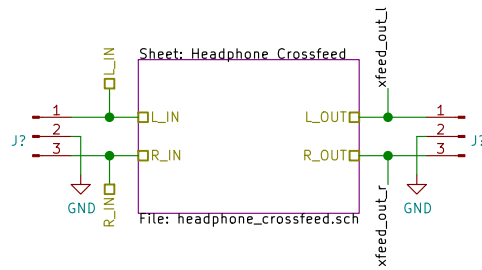 Sheet: Headphone Crossfeed
L_IN
xfeed_out_l
1
L_IN
L_OUT
1
J?
2
2
J?
3
R_IN
R_OUT
3
GND
R_IN
GND
xfeed_out_r
File: headphone_crossfeed.sch